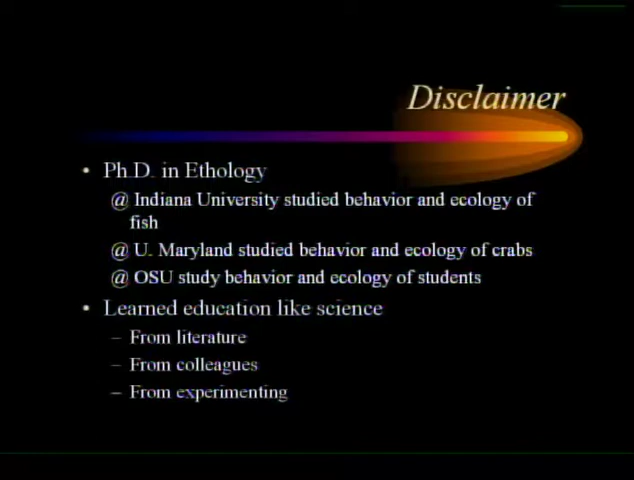 Disclaimer
• Ph.D. in Ethology
@ Indiana University studied behavior and ecology of
fish
@ U. Maryland studied behavior and ecology of crabs
@ OSU study behavior and ecology of students
• Learned education like science
– From literature
– From colleagues
– From experimenting